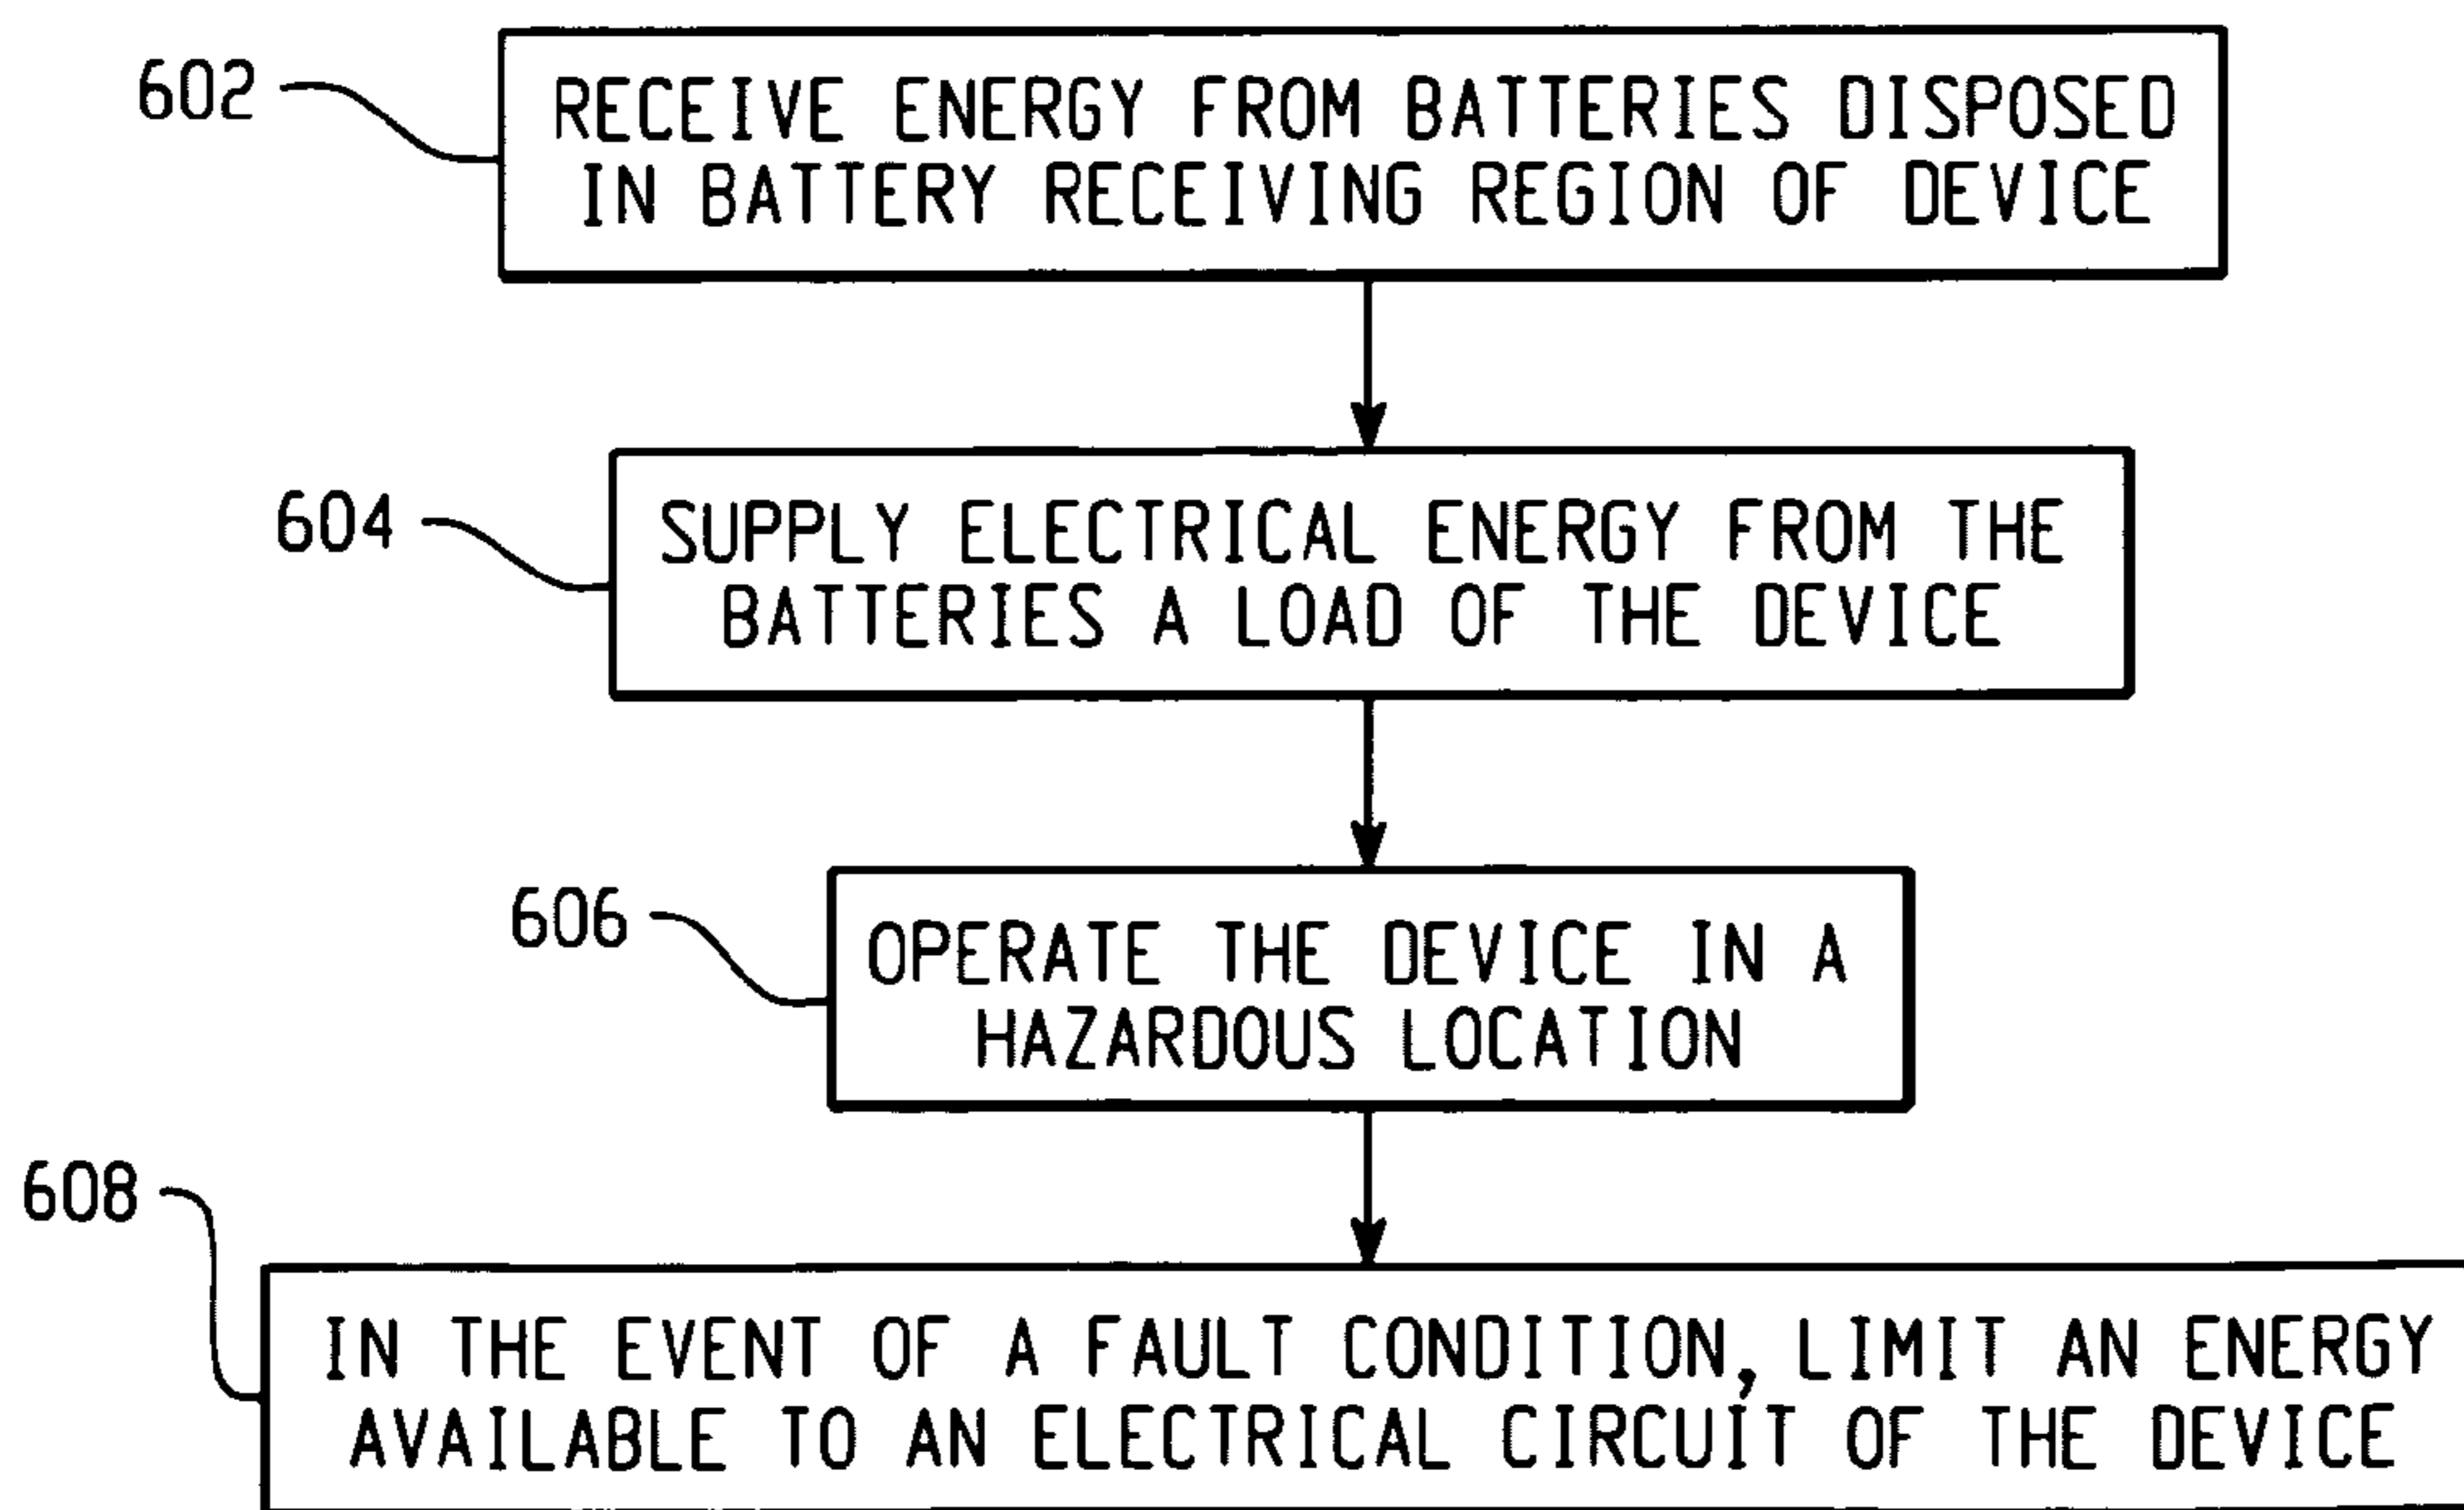 602
RECEIVE ENERGY FROM BATTERIES DISPOSED
IN BATTERY RECEIVING REGION OF DEVICE
604
SUPPLY ELECTRICAL ENERGY FROM THE
BATTERIES A LOAD OF THE DEVICE
606
OPERATE THE DEVICE IN A
HAZARDOUS LOCATION
608
IN THE EVENT OF A FAULT CONDITION, LIMIT AN ENERGY
AVAILABLE TO AN ELECTRICAL CIRCUIT OF THE DEVICE